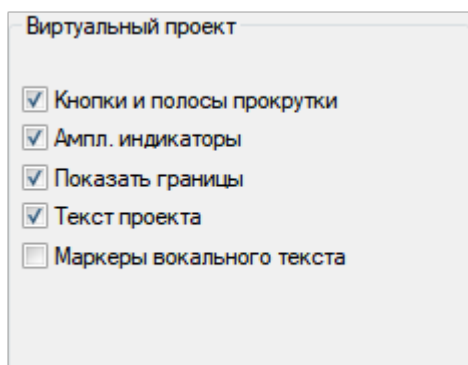 Виртуальный проект
Кнопки и полосы прокрутки
Ампл. индикаторы
Показать границы
Текст проекта
Маркеры вокального текста